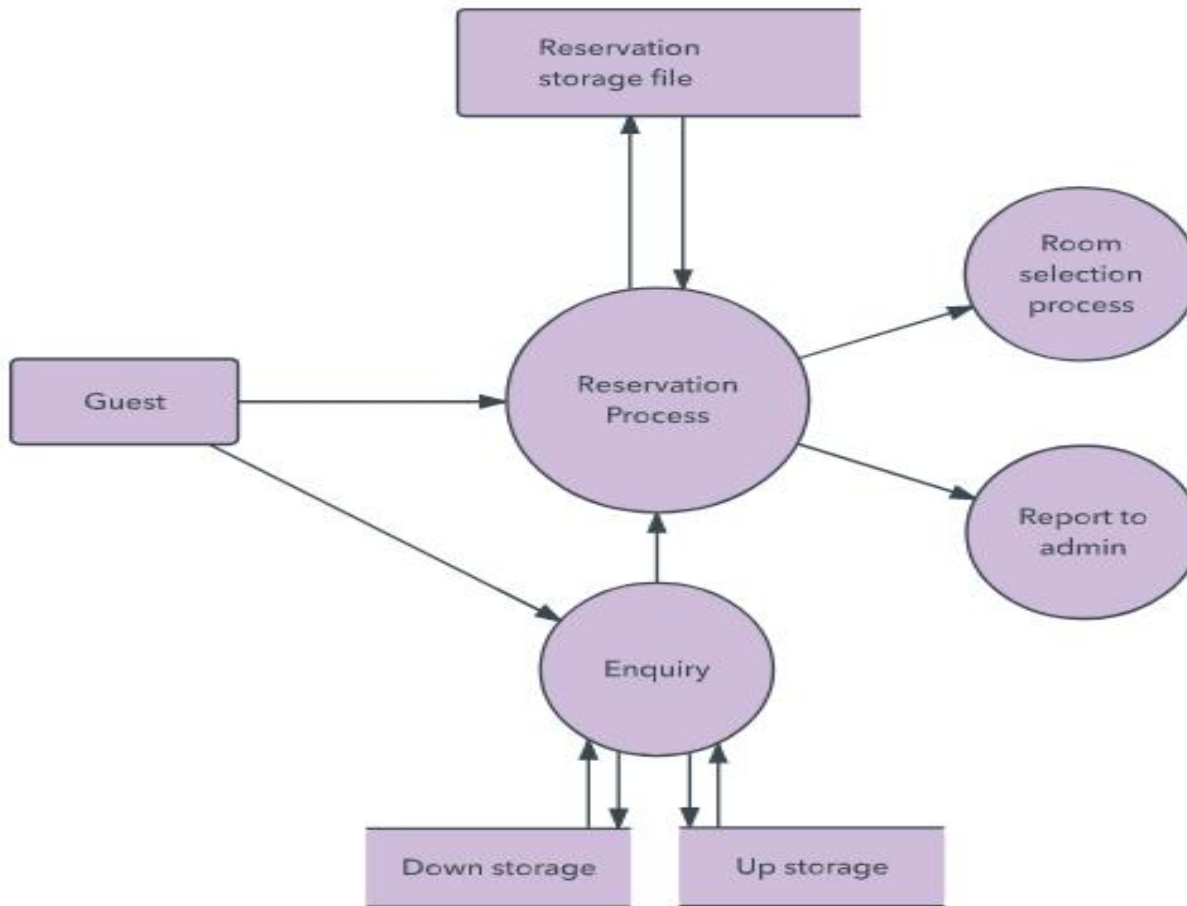 Reservation
storage file
Room
selection
process
Guest
Reservation
Process
Report to
admin
Enquiry
Down storage
Up storage